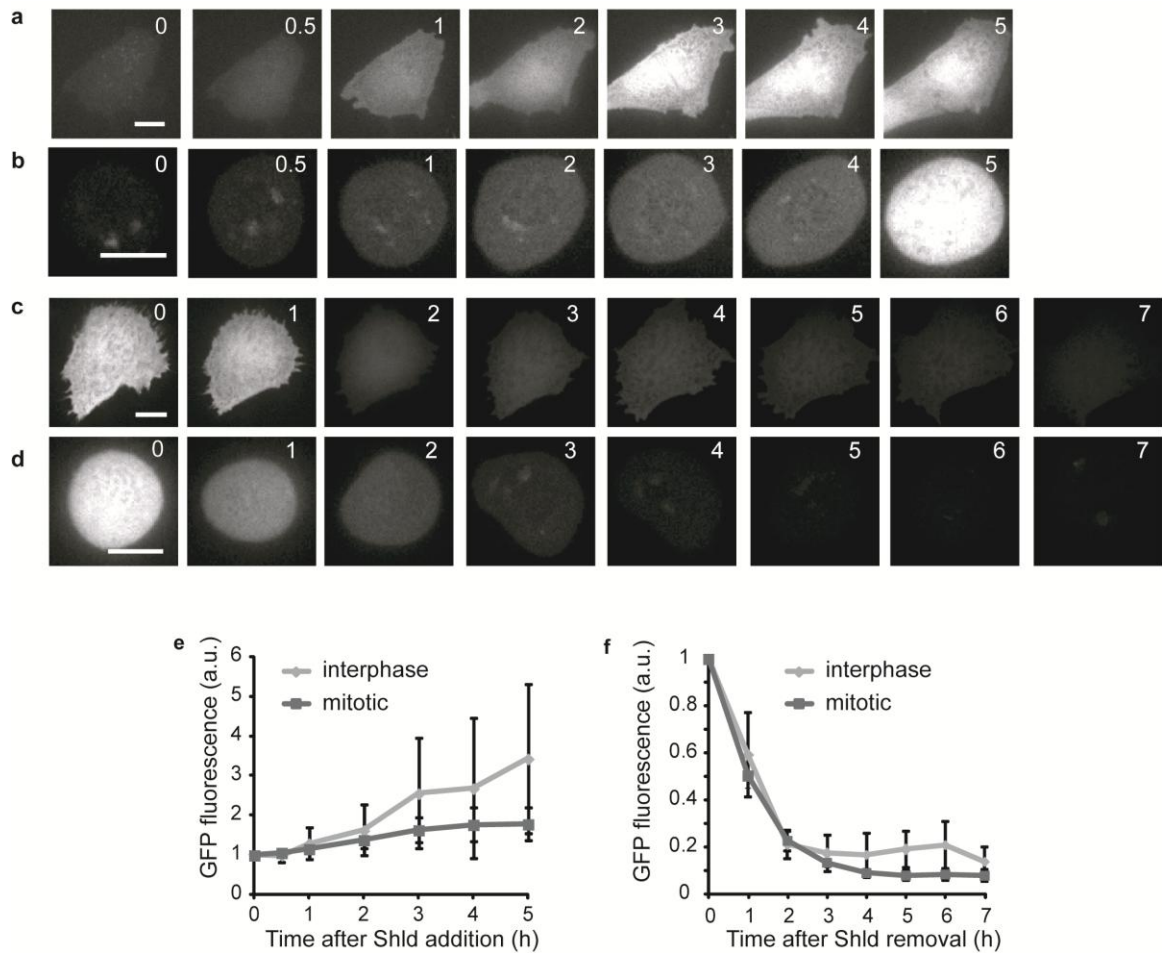 a 0 0.5 1 2 3 4 5
b 0 0.5 1 2 3 4 5
c 0 1 2 3 4 5 6 7
d 0 1 2 3 4 5 6 7
e
GFP fluorescence (a.u.)
6
5
4
3
2
1
0
interphase
mitotic
0 1 2 3 4 5
Time after Shld addition (h)
f
GFP fluorescence (a.u.)
1
0.8
0.6
0.4
0.2
0
interphase
mitotic
0 1 2 3 4 5 6 7
Time after Shld removal (h)